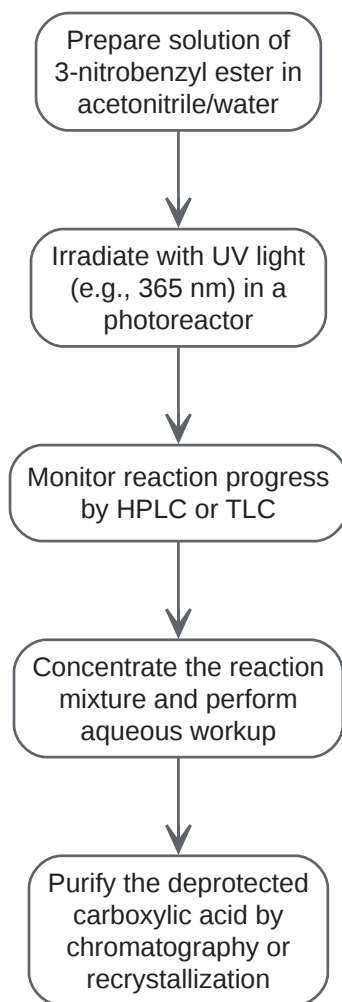 Prepare solution of
3-nitrobenzyl ester in
acetonitrile/water
Irradiate with UV light
(e.g., 365 nm) in a
photoreactor
Monitor reaction progress
by HPLC or TLC
Concentrate the reaction
mixture and perform
aqueous workup
Purify the deprotected
carboxylic acid by
chromatography or
recrystallization